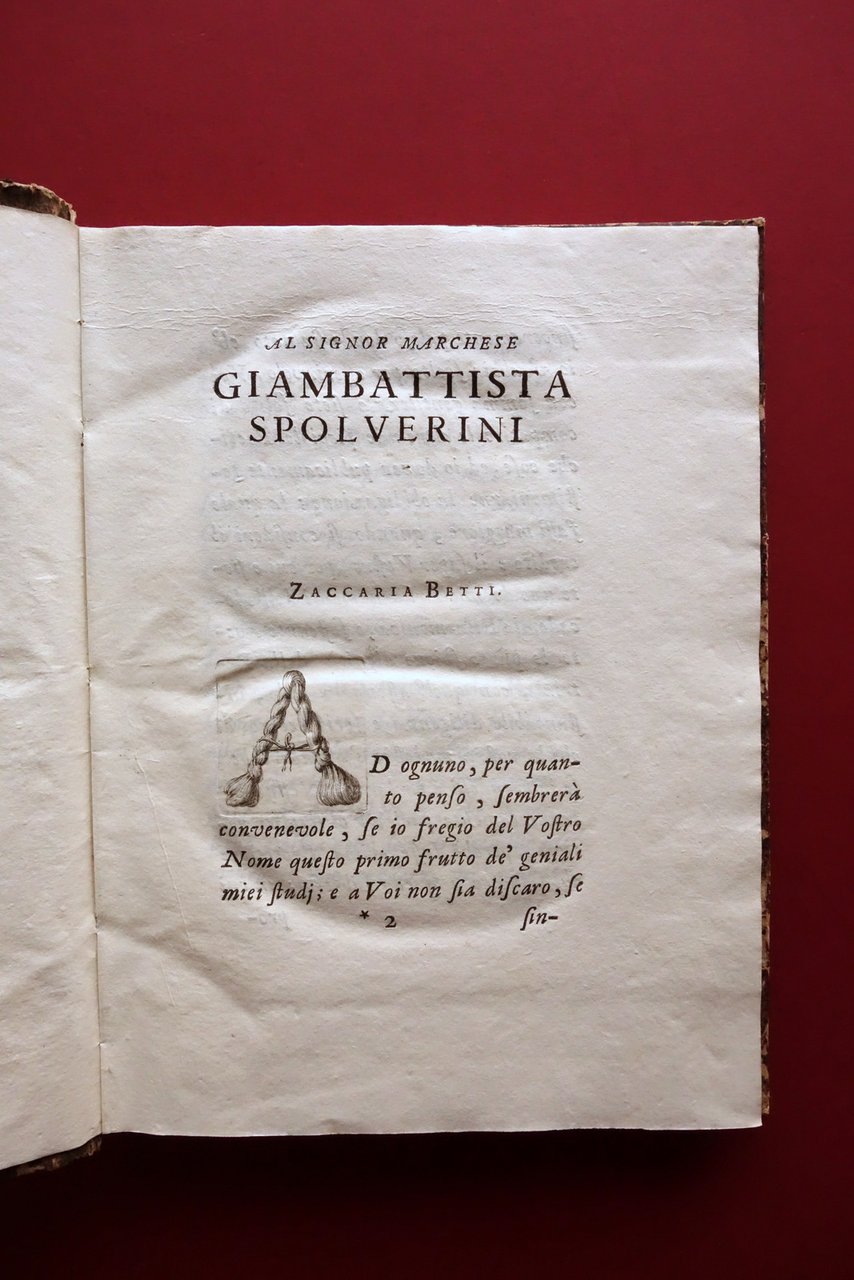 AL SIGNOR MARCHESE
GIAMBATTISTA
SPOLVERINI
ZACCARIA BETTI.
AD ognuno, per quan-
to penſo, ſembrerà
convenevole, ſe io fregio del Voſtro
Nome queſto primo frutto de' geniali
miei ſtudj; e a Voi non ſia diſcaro, ſe
* 2 ſin-